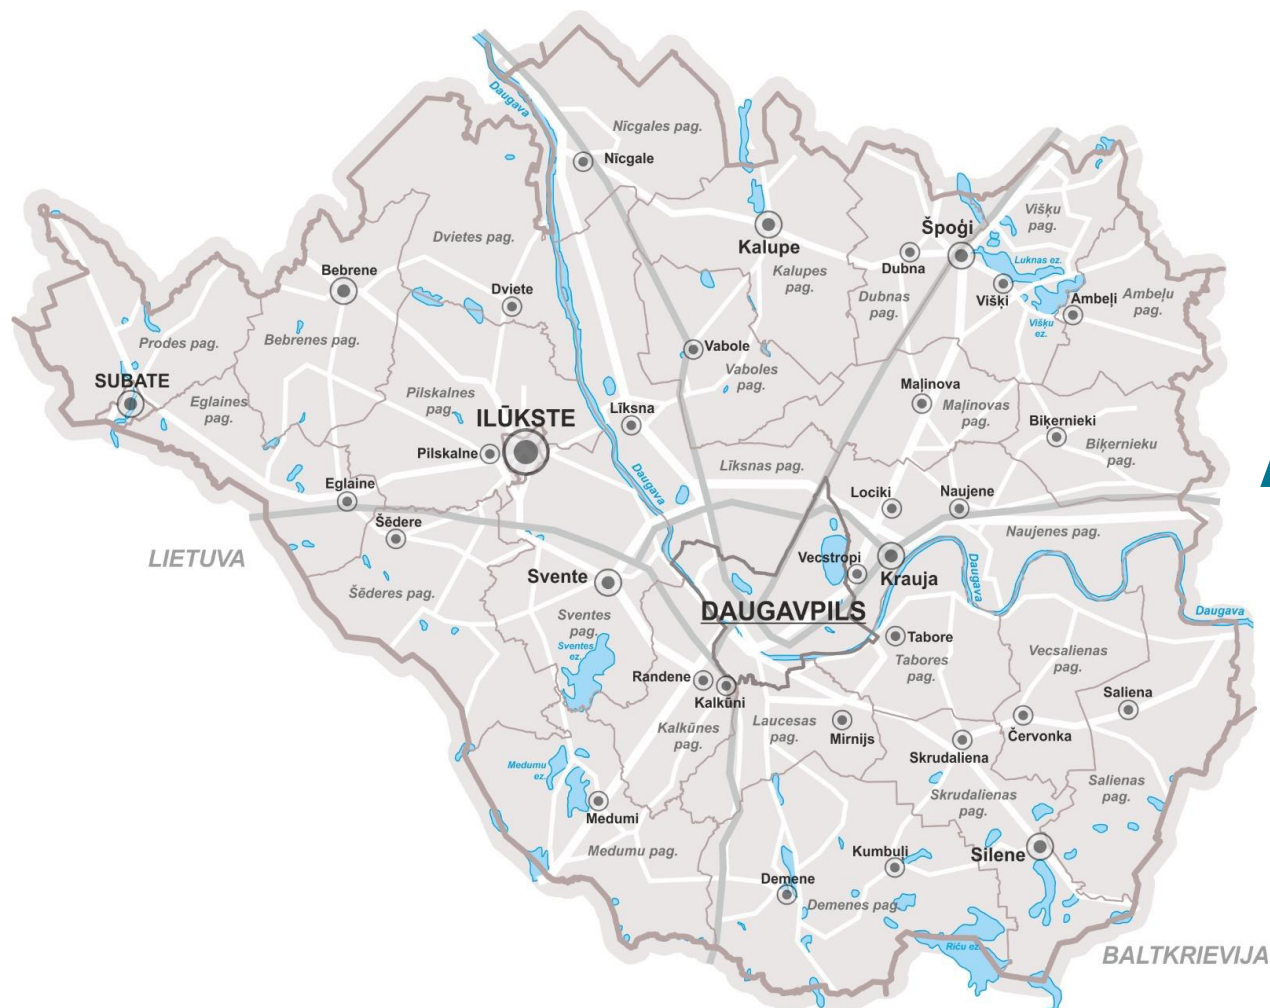 Daugava
Nīcgales pag.
Nīcgale
Višķu
pag.
Špoģi
Kalupe
Dvietes pag.
Dubna
Luknas ez.
Kalupes
pag.
Bebrene
Dviete
Višķi
Ambeļi
Ambeļu
pag.
Dubnas
pag.
Višķu
ez.
Prodes pag.
Bebrenes pag.
Vabole
Vaboles
pag.
SUBATE
Eglaines
pag.
Pilskalnes
pag.
Maļinova
Maļinovas
pag.
ILŪKSTE
Līksna
Biķernieki
Biķernieku
pag.
Pilskalne
Līksnas pag.
Daugava
Eglaine
Lociki
Naujene
Šēdere
Naujenes pag.
LIETUVA
Vecstropi
Svente
Krauja
Daugava
Šēderes pag.
DAUGAVPILS
Daugava
Sventes
pag.
Sventes
ez.
Tabore
Tabores
pag.
Vecsalienas
pag.
Randene
Kalkūni
Saliena
Kalkūnes
pag.
Laucesas
pag.
Mirnijs
Červonka
Skrudaliena
Medumu
ez.
Salienas
pag.
Skrudalienas
pag.
Medumi
Medumu pag.
Kumbuli
Silene
Demene
Demenes pag.
Riču ez.
BALTKRIEVIJA